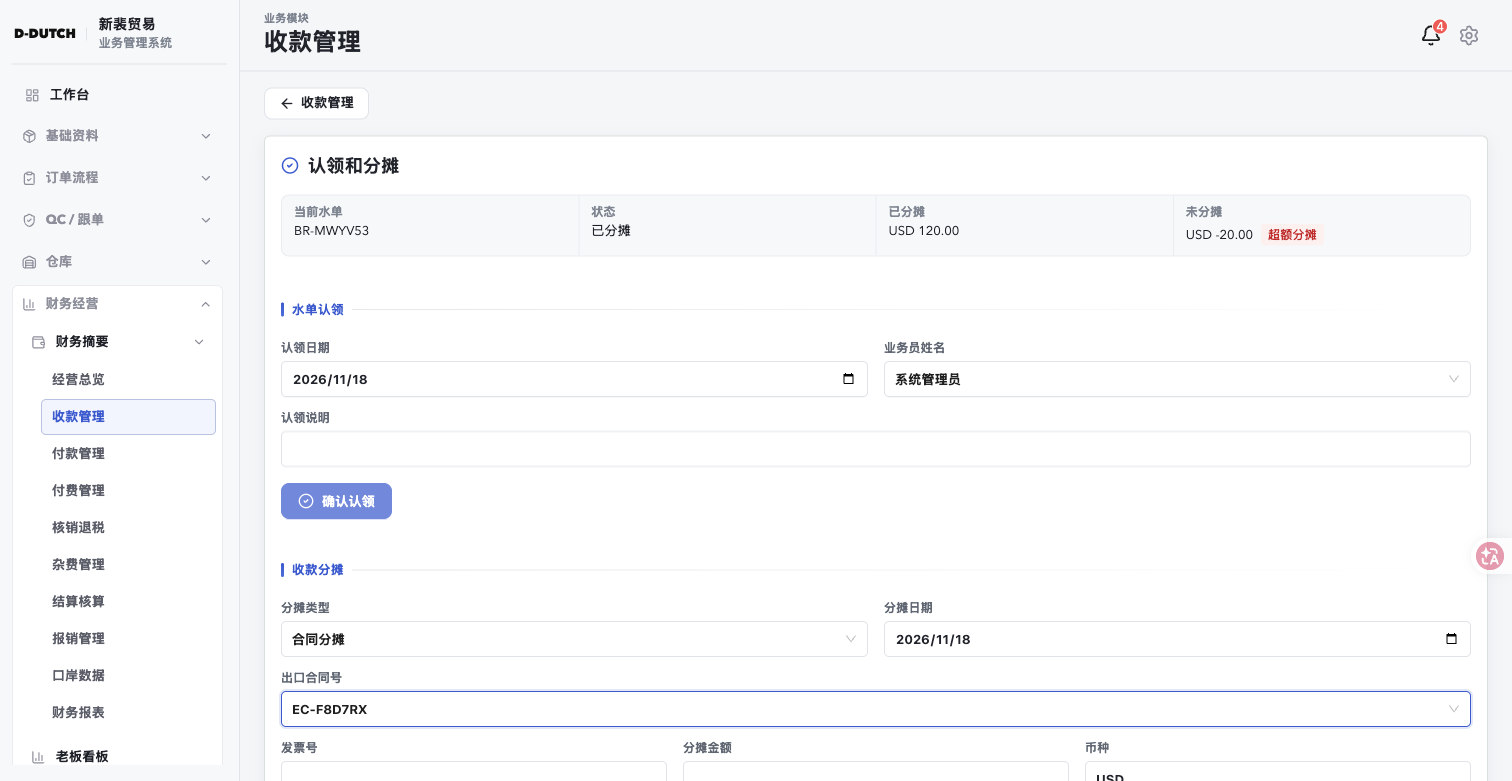 D-DUTCH
新裴贸易
业务管理系统
工作台
基础资料
订单流程
QC / 跟单
仓库
财务经营
财务摘要
经营总览
收款管理
付款管理
付费管理
核销退税
杂费管理
结算核算
报销管理
口岸数据
财务报表
老板看板
业务模块
收款管理
4
收款管理
认领和分摊
当前水单
BR-MWYV53
状态
已分摊
已分摊
USD 120.00
未分摊
USD -20.00 超额分摊
水单认领
认领日期
2026/11/18
业务员姓名
系统管理员
认领说明
确认认领
收款分摊
分摊类型
合同分摊
分摊日期
2026/11/18
出口合同号
EC-F8D7RX
发票号
分摊金额
币种
USD